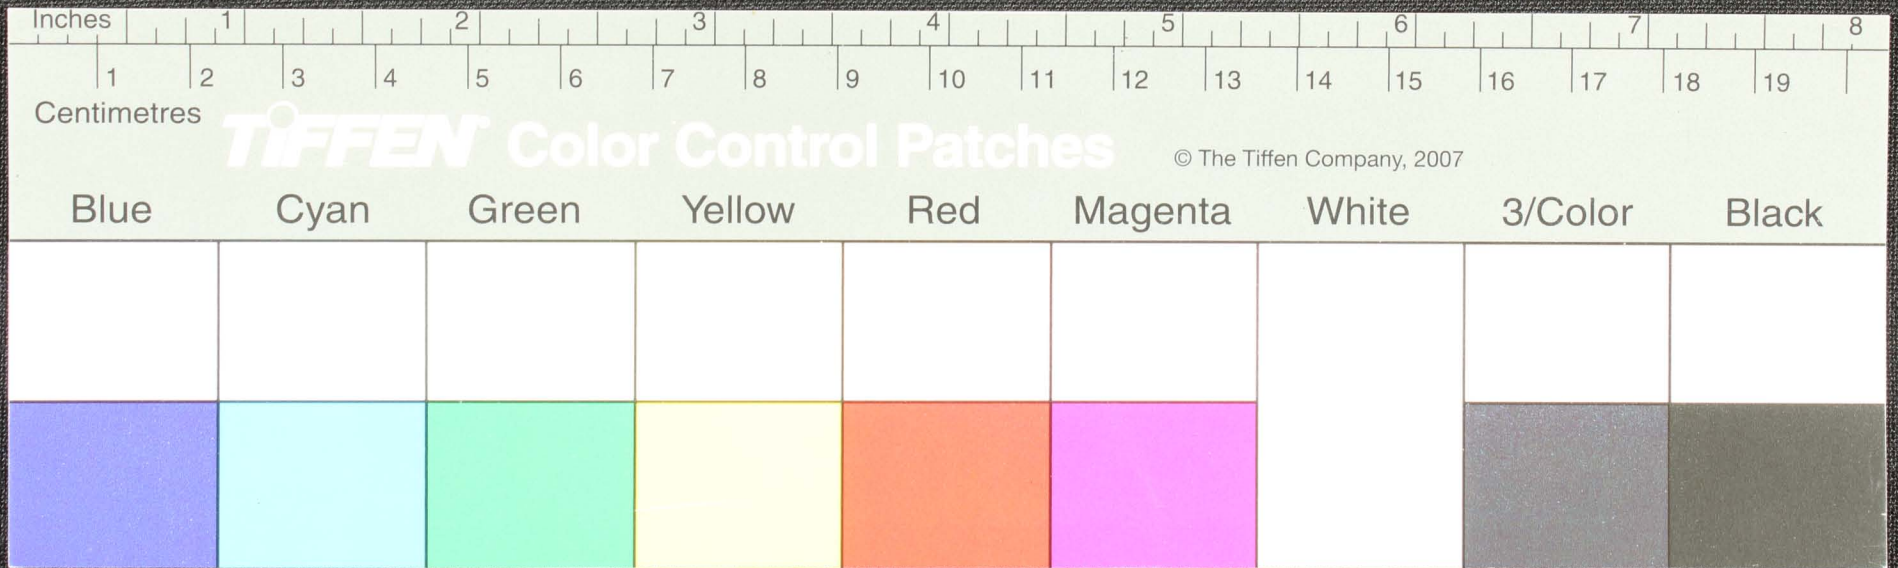 Inches 1 2 3 4 5 6 7 8
1 2 3 4 5 6 7 8 9 10 11 12 13 14 15 16 17 18 19
Centimetres
TIFFEN Color Control Patches
© The Tiffen Company, 2007
Blue Cyan Green Yellow Red Magenta White 3/Color Black